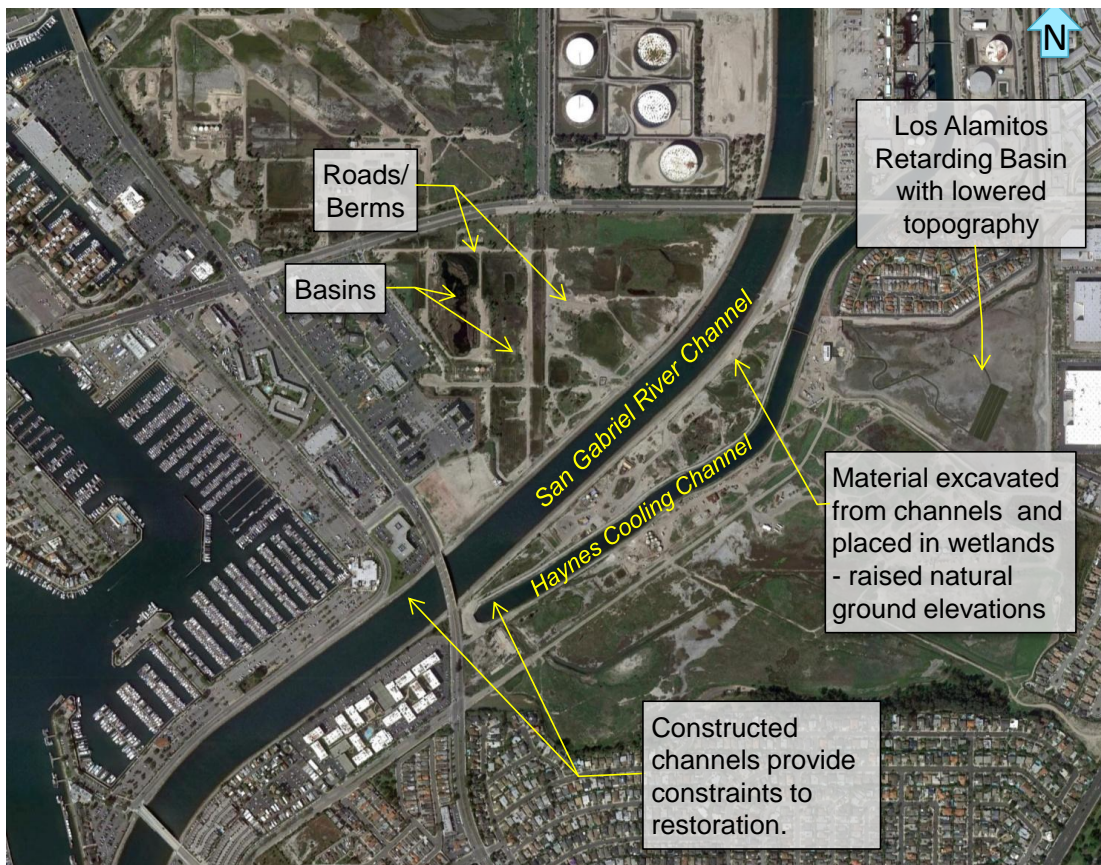 N
Los Alamitos
Retarding Basin
with lowered
topography
Roads/
Berms
Basins
San Gabriel River Channel
Haynes Cooling Channel
Material excavated
from channels and
placed in wetlands
- raised natural
ground elevations
Constructed
channels provide
constraints to
restoration.